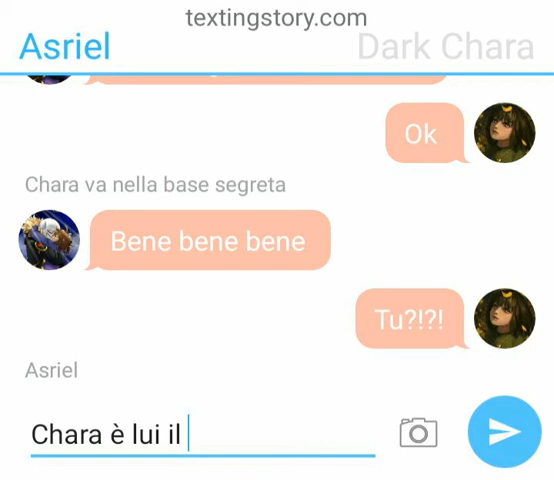 textingstory.com
Asriel
Dark Chara
Ok
Chara va nella base segreta
Bene bene bene
Tu?!?!
Asriel
Chara è lui il